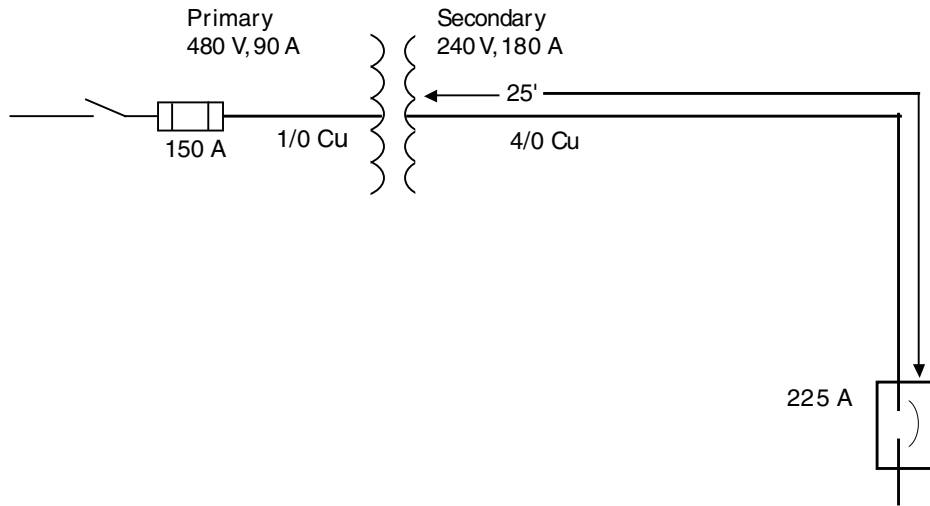 Primary
480 V, 90 A
Secondary
240 V, 180 A
25'
150 A
1/0 Cu
4/0 Cu
225 A